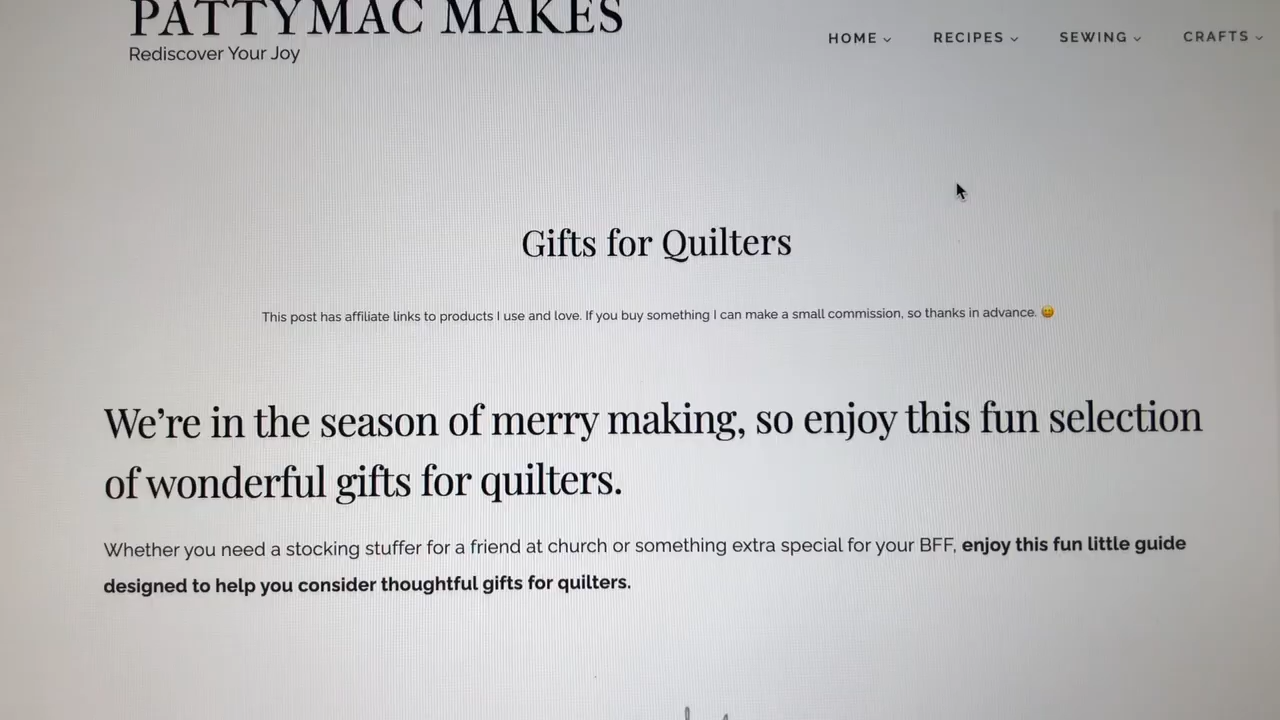 PATTYMAC MAKES
Rediscover Your Joy
HOME RECIPES SEWING CRAFTS
Gifts for Quilters
This post has affiliate links to products I use and love. If you buy something I can make a small commission, so thanks in advance. 😀
We're in the season of merry making, so enjoy this fun selection
of wonderful gifts for quilters.
Whether you need a stocking stuffer for a friend at church or something extra special for your BFF, enjoy this fun little guide
designed to help you consider thoughtful gifts for quilters.